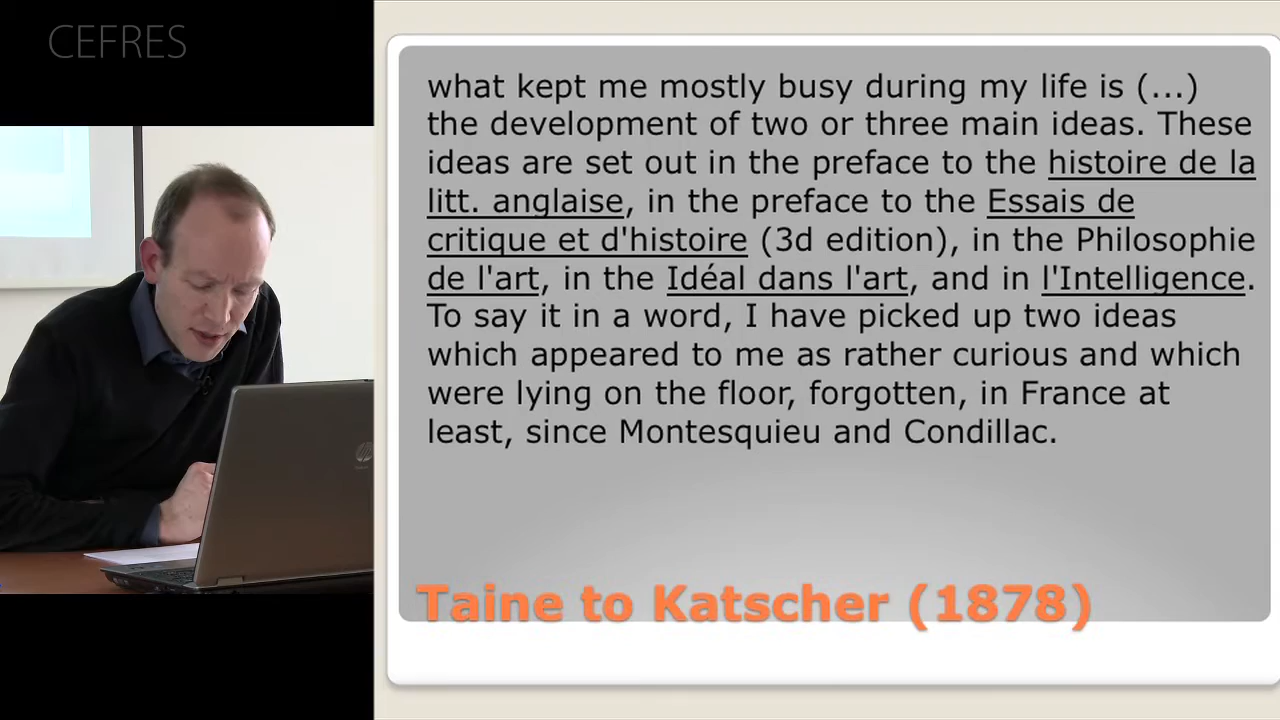 CEFRES
what kept me mostly busy during my life is (...)
the development of two or three main ideas. These
ideas are set out in the preface to the histoire de la
litt. anglaise, in the preface to the Essais de
critique et d'histoire (3d edition), in the Philosophie
de l'art, in the Idéal dans l'art, and in l'Intelligence.
To say it in a word, I have picked up two ideas
which appeared to me as rather curious and which
were lying on the floor, forgotten, in France at
least, since Montesquieu and Condillac.
Taine to Katscher (1878)